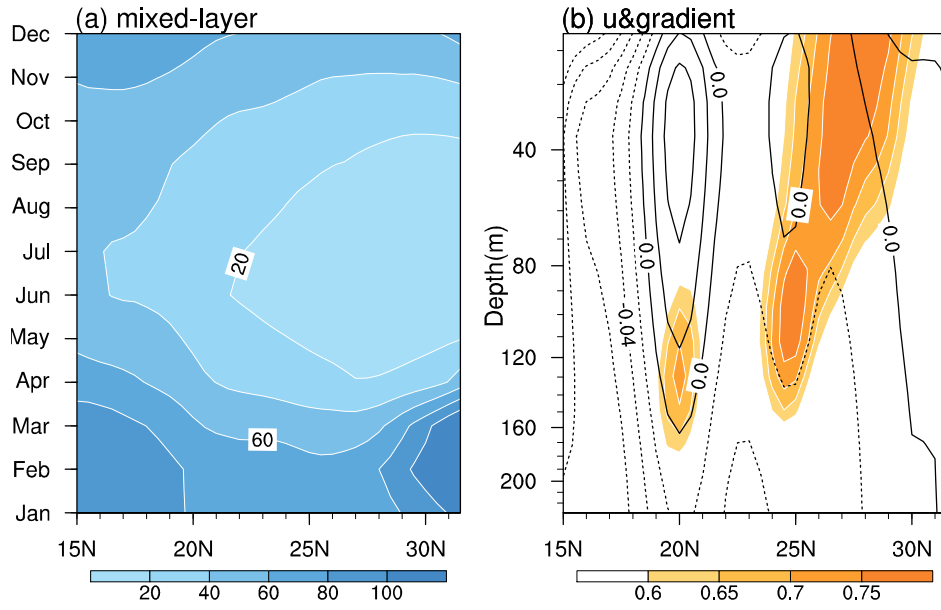 (a) mixed-layer
Dec
Nov
Oct
Sep
Aug
Jul
Jun
May
Apr
Mar
Feb
Jan
20
60
15N 20N 25N 30N
20 40 60 80 100
(b) u&gradient
Depth(m)
40
80
120
160
200
0.0
0.0
0.0
0.0
0.0
-0.04
15N 20N 25N 30N
0.6 0.65 0.7 0.75